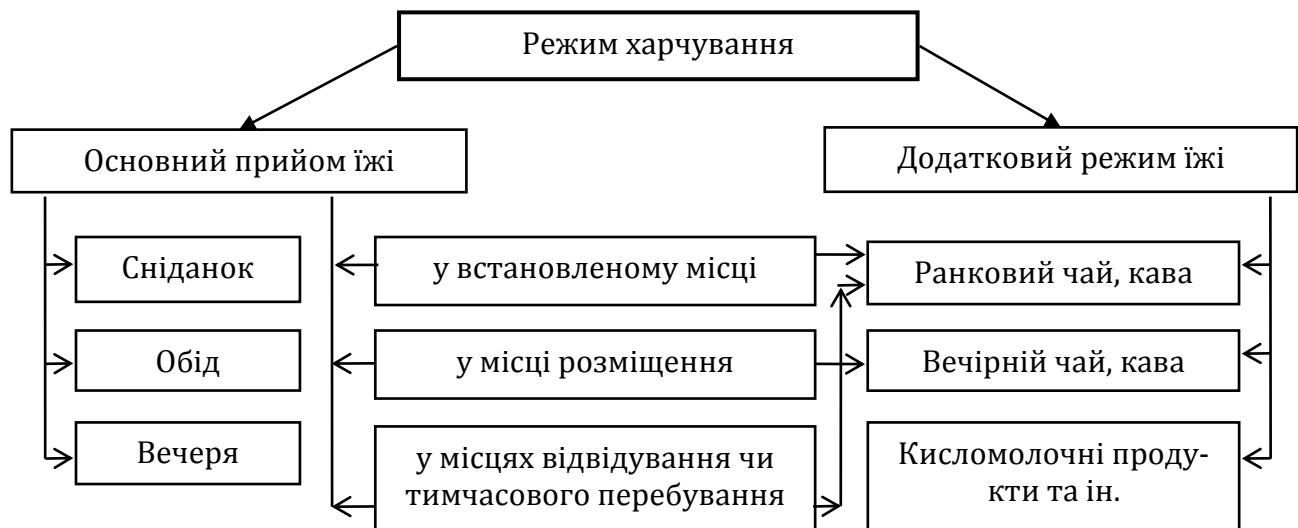 Режим харчування
Основний прийом їжі
Додатковий режим їжі
Сніданок
у встановленому місці
Ранковий чай, кава
Обід
у місці розміщення
Вечірній чай, кава
Вечеря
у місцях відвідування чи
тимчасового перебування
Кисломолочні проду-
кти та ін.